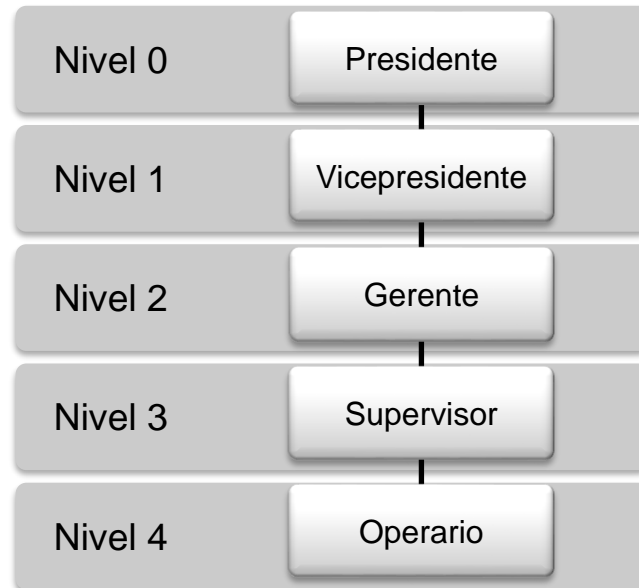 Nivel 0
Presidente
Nivel 1
Vicepresidente
Nivel 2
Gerente
Nivel 3
Supervisor
Nivel 4
Operario